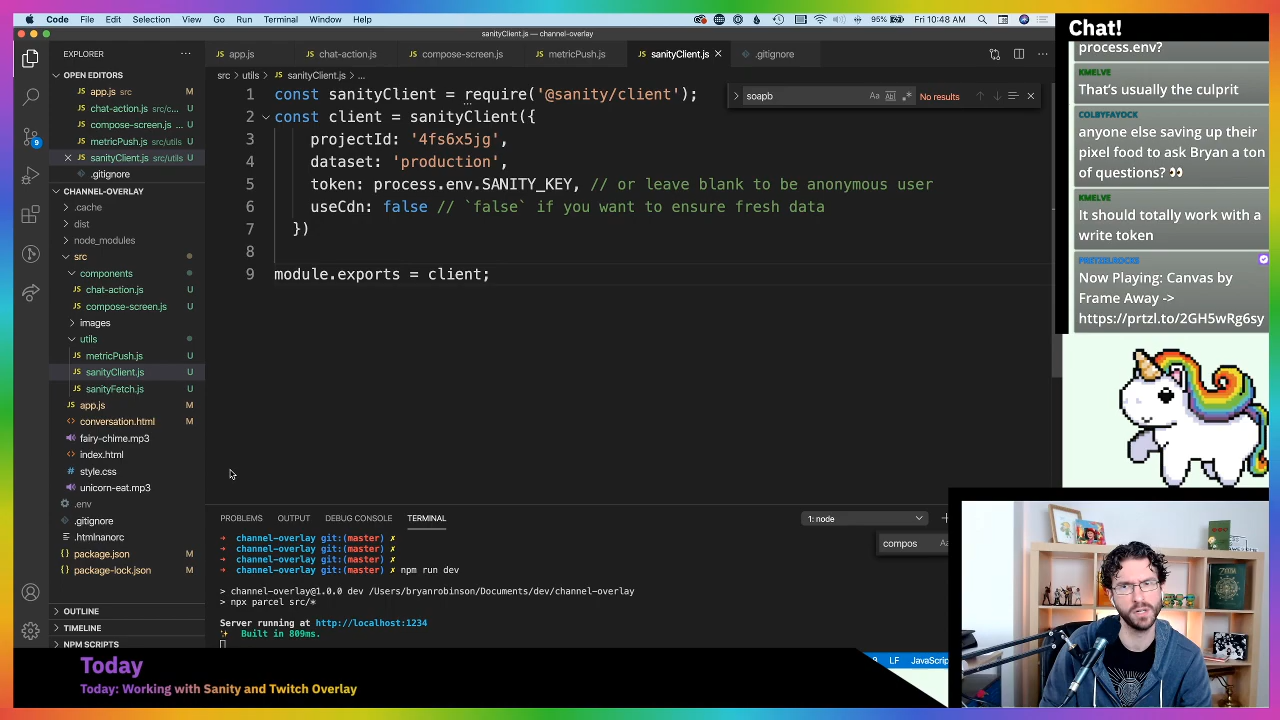 Code File Edit Selection View Go Run Terminal Window Help
95% Fri 10:48 AM
sanityClient.js — channel-overlay
EXPLORER
OPEN EDITORS
app.js src M
chat-action.js src/c... U
compose-screen.js ... U
metricPush.js src/utils U
sanityClient.js src/utils U
.gitignore
CHANNEL-OVERLAY
.cache
dist
node_modules
src
components
chat-action.js U
compose-screen.js U
images
utils
metricPush.js U
sanityClient.js U
sanityFetch.js U
app.js M
conversation.html M
fairy-chime.mp3 U
index.html U
style.css U
unicorn-eat.mp3 U
.env
.gitignore U
.htmlnanorc U
package.json M
package-lock.json M
OUTLINE
TIMELINE
NPM SCRIPTS
9
app.js
chat-action.js
compose-screen.js
metricPush.js
sanityClient.js
.gitignore
src > utils > sanityClient.js > ...
soapb
No results
1 const sanityClient = require('@sanity/client');
2 const client = sanityClient({
3 projectId: '4fs6x5jg',
4 dataset: 'production',
5 token: process.env.SANITY_KEY, // or leave blank to be anonymous user
6 useCdn: false // `false` if you want to ensure fresh data
7 })
8
9 module.exports = client;
PROBLEMS OUTPUT DEBUG CONSOLE TERMINAL
1: node
compos
→ channel-overlay git:(master) ✗
→ channel-overlay git:(master) ✗
→ channel-overlay git:(master) ✗
→ channel-overlay git:(master) ✗ npm run dev
> channel-overlay@1.0.0 dev /Users/bryanrobinson/Documents/dev/channel-overlay
> npx parcel src/*
Server running at http://localhost:1234
✨ Built in 809ms.
LF JavaScrip
Chat!
process.env?
KMELVE
That's usually the culprit
COLBYFAYOCK
anyone else saving up their
pixel food to ask Bryan a ton
of questions? 👀
KMELVE
It should totally work with a
write token
PRETZELROCKS
Now Playing: Canvas by
Frame Away ->
https://prtzl.to/2GH5wRg6sy
Today
Today: Working with Sanity and Twitch Overlay